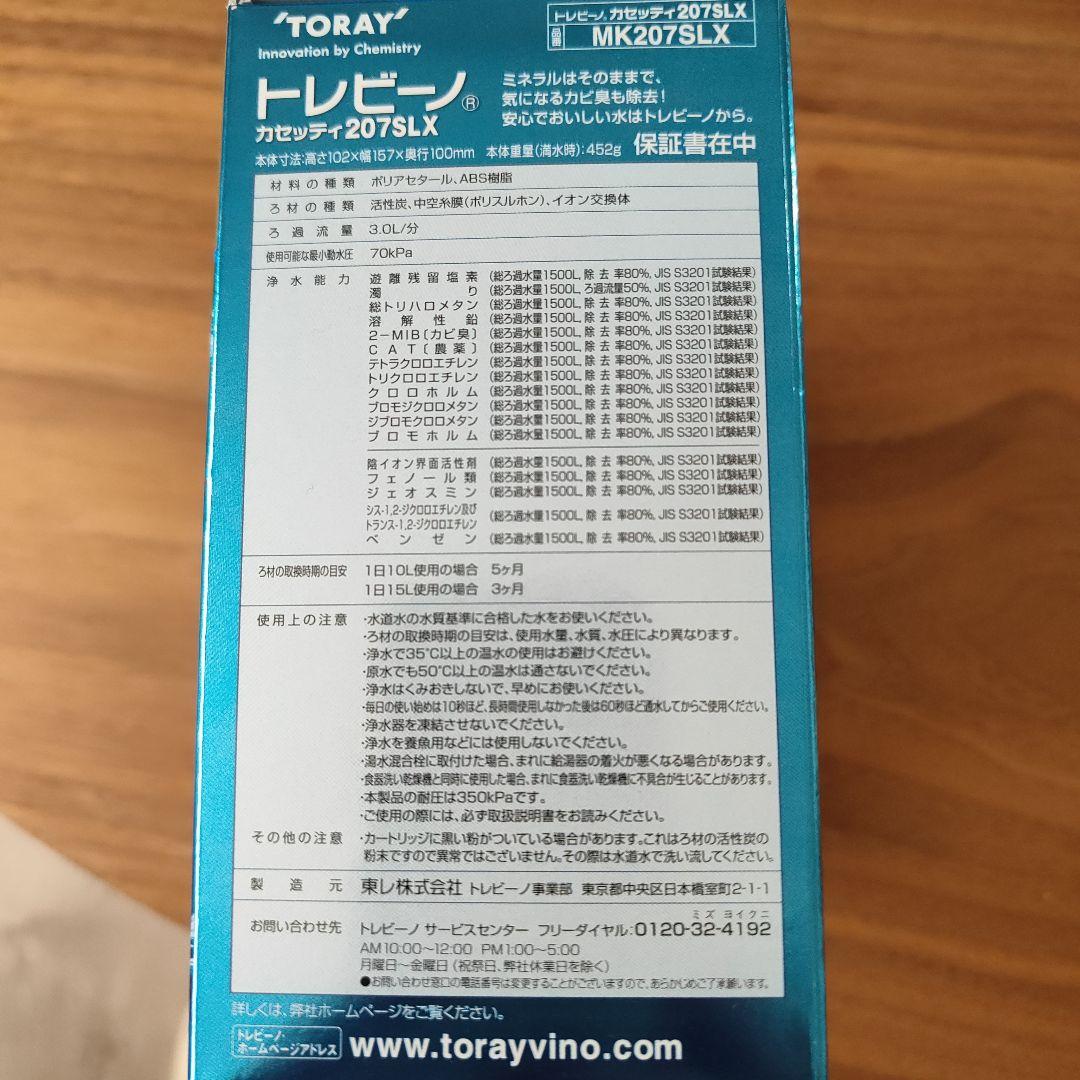 'TORAY'
Innovation by Chemistry
トレビーノ®カセッティ207SLX
品番 MK207SLX
トレビーノ®
カセッティ207SLX
ミネラルはそのままで、
気になるカビ臭も除去!
安心でおいしい水はトレビーノから。
本体寸法:高さ102×幅157×奥行100mm 本体重量(満水時):452g 保証書在中
材料の種類 ポリアセタール、ABS樹脂
ろ材の種類 活性炭、中空糸膜(ポリスルホン)、イオン交換体
ろ過流量 3.0L/分
使用可能な最小動水圧 70kPa
浄水能力 遊離残留塩素 (総ろ過水量1500L, 除去率80%, JIS S3201試験結果)
濁り (総ろ過水量1500L, ろ過流量50%, JIS S3201試験結果)
総トリハロメタン (総ろ過水量1500L, 除去率80%, JIS S3201試験結果)
溶解性鉛 (総ろ過水量1500L, 除去率80%, JIS S3201試験結果)
2-MIB〔カビ臭〕 (総ろ過水量1500L, 除去率80%, JIS S3201試験結果)
CAT〔農薬〕 (総ろ過水量1500L, 除去率80%, JIS S3201試験結果)
テトラクロロエチレン (総ろ過水量1500L, 除去率80%, JIS S3201試験結果)
トリクロロエチレン (総ろ過水量1500L, 除去率80%, JIS S3201試験結果)
クロロホルム (総ろ過水量1500L, 除去率80%, JIS S3201試験結果)
ブロモジクロロメタン (総ろ過水量1500L, 除去率80%, JIS S3201試験結果)
ジブロモクロロメタン (総ろ過水量1500L, 除去率80%, JIS S3201試験結果)
ブロモホルム (総ろ過水量1500L, 除去率80%, JIS S3201試験結果)
陰イオン界面活性剤 (総ろ過水量1500L, 除去率80%, JIS S3201試験結果)
フェノール類 (総ろ過水量1500L, 除去率80%, JIS S3201試験結果)
ジェオスミン (総ろ過水量1500L, 除去率80%, JIS S3201試験結果)
シス-1,2-ジクロロエチレン及び
トランス-1,2-ジクロロエチレン (総ろ過水量1500L, 除去率80%, JIS S3201試験結果)
ベンゼン (総ろ過水量1500L, 除去率80%, JIS S3201試験結果)
ろ材の取換時期の目安 1日10L使用の場合 5ヶ月
1日15L使用の場合 3ヶ月
使用上の注意 ・水道水の水質基準に合格した水をお使いください。
・ろ材の取換時期の目安は、使用水量、水質、水圧により異なります。
・浄水で35℃以上の温水の使用はお避けください。
・原水でも50℃以上の温水は通さないでください。
・浄水はくみおきしないで、早めにお使いください。
・毎日の使い始めは10秒ほど、長時間使用しなかった後は60秒ほど通水してからご使用ください。
・浄水器を凍結させないでください。
・浄水を養魚用などには使用しないでください。
・湯水混合栓に取付けた場合、まれに給湯器の着火が悪くなる場合があります。
・食器洗い乾燥機と同時に使用した場合、まれに食器洗い乾燥機に不具合が生じることがあります。
・本製品の耐圧は350kPaです。
・ご使用の際には、必ず取扱説明書をお読みください。
その他の注意 ・カートリッジに黒い粉がついている場合があります。これはろ材の活性炭の
粉末ですので異常ではございません。その際は水道水で洗い流してください。
製造元 東レ株式会社 トレビーノ事業部 東京都中央区日本橋室町2-1-1
ミズ ヨイクニ
お問い合わせ先 トレビーノ サービスセンター フリーダイヤル:0120-32-4192
AM10:00~12:00 PM1:00~5:00
月曜日~金曜日(祝祭日、弊社休業日を除く)
●お問い合わせ窓口の電話番号は変更することがございますので、あらかじめご了承願います。
詳しくは、弊社ホームページをご覧ください。
トレビーノ・
ホームページアドレス www.torayvino.com